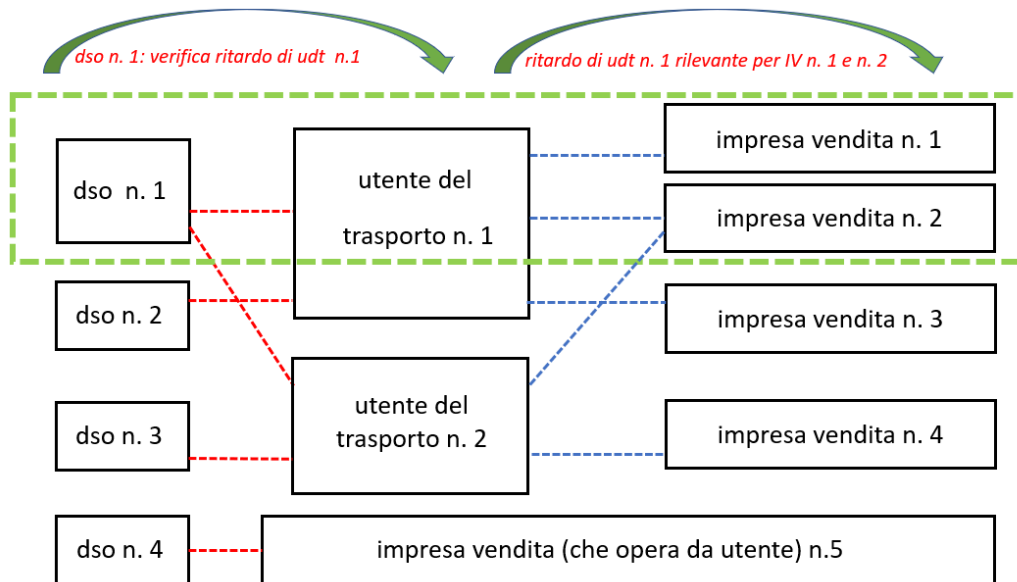 dso n. 1: verifica ritardo di udt n.1
ritardo di udt n. 1 rilevante per IV n. 1 e n. 2
dso n. 1
utente del
trasporto n. 1
impresa vendita n. 1
impresa vendita n. 2
dso n. 2
impresa vendita n. 3
dso n. 3
utente del
trasporto n. 2
impresa vendita n. 4
dso n. 4
impresa vendita (che opera da utente) n.5